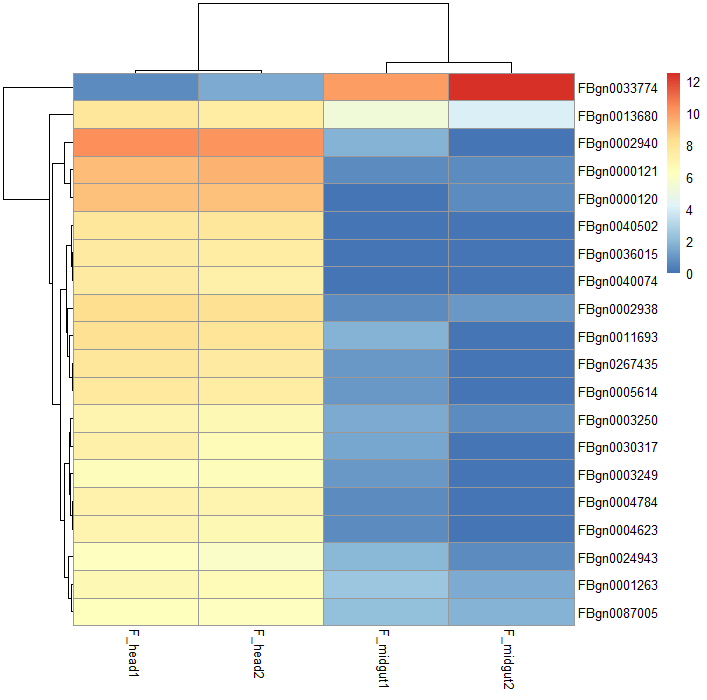 FBgn0033774
FBgn0013680
FBgn0002940
FBgn0000121
FBgn0000120
FBgn0040502
FBgn0036015
FBgn0040074
FBgn0002938
FBgn0011693
FBgn0267435
FBgn0005614
FBgn0003250
FBgn0030317
FBgn0003249
FBgn0004784
FBgn0004623
FBgn0024943
FBgn0001263
FBgn0087005
12
10
8
6
4
2
0
F_head1
F_head2
F_midgut1
F_midgut2